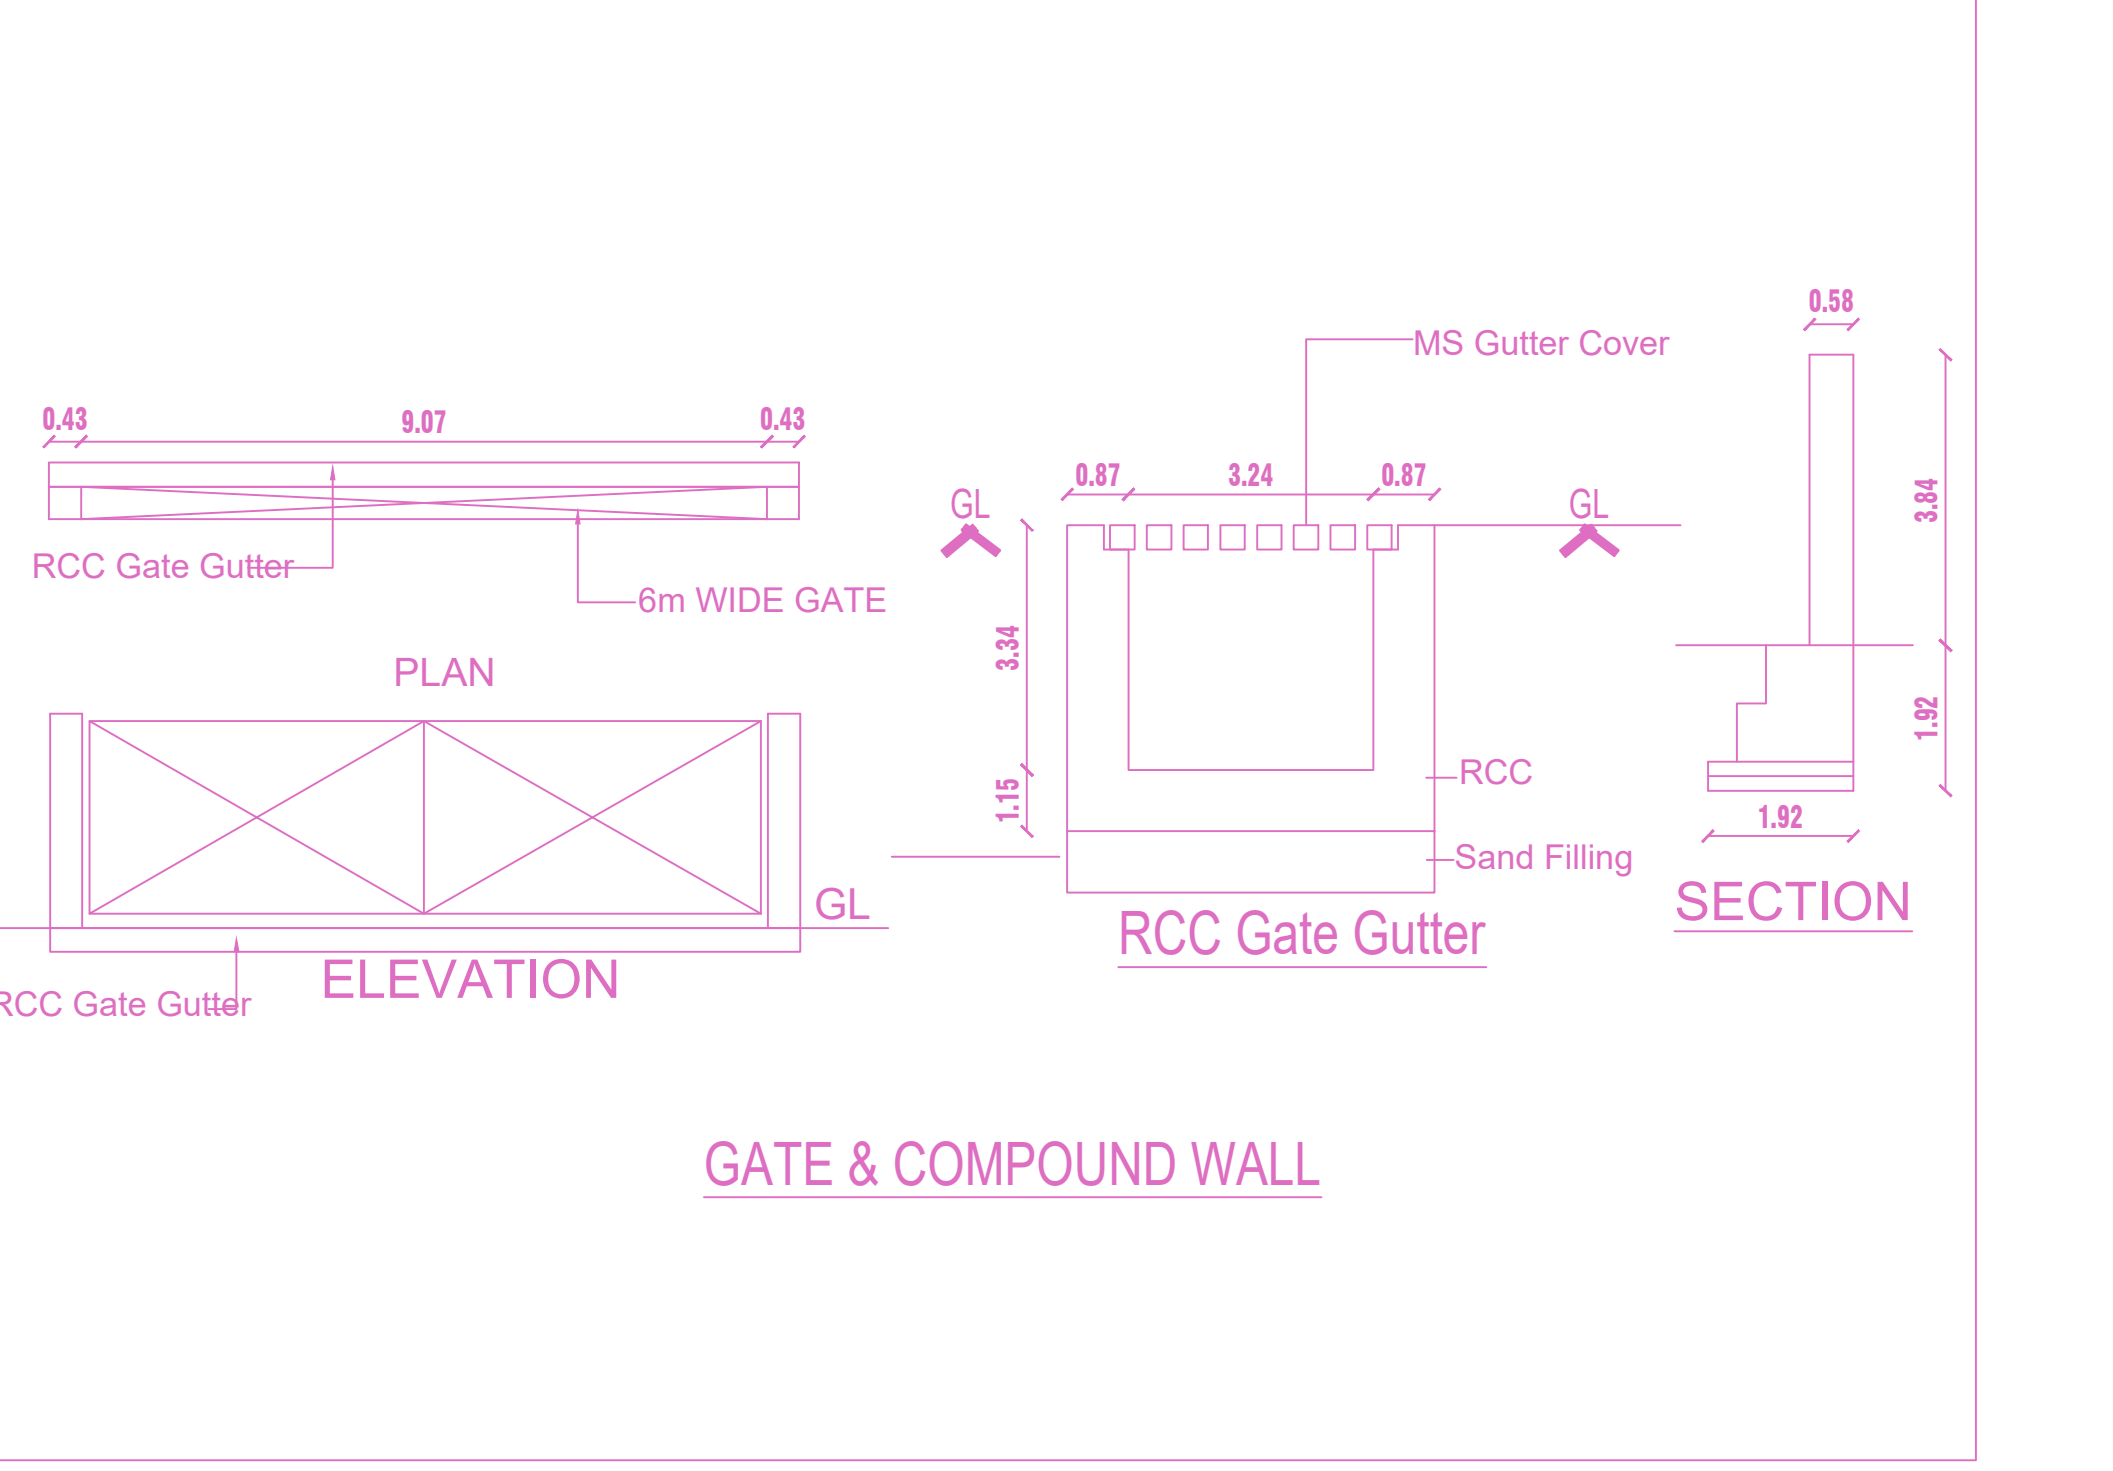 0.43
9.07
0.43
RCC Gate Gutter
6m WIDE GATE
PLAN
GL
RCC Gate Gutter
ELEVATION
MS Gutter Cover
0.87
3.24
0.87
GL
GL
3.34
1.15
RCC
Sand Filling
RCC Gate Gutter
0.58
3.84
1.92
1.92
SECTION
GATE & COMPOUND WALL